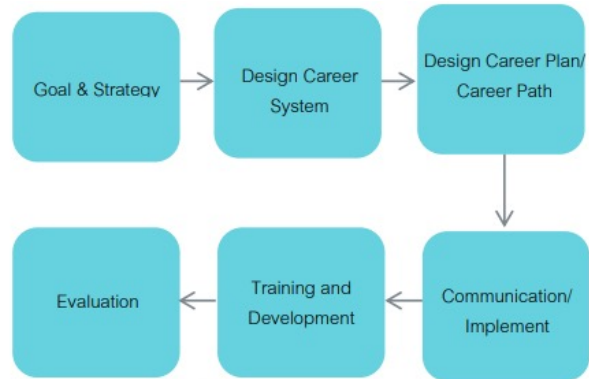 Goal & Strategy
Design Career
System
Design Career Plan/
Career Path
Communication/
Implement
Training and
Development
Evaluation